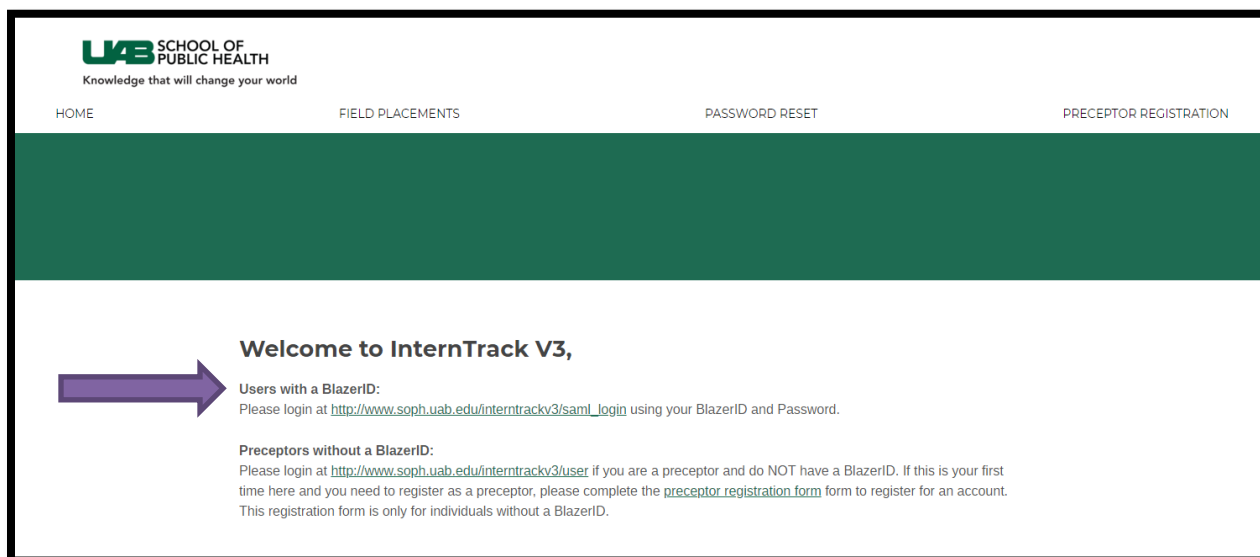 UAB SCHOOL OF
PUBLIC HEALTH
Knowledge that will change your world
HOME FIELD PLACEMENTS PASSWORD RESET PRECEPTOR REGISTRATION
Welcome to InternTrack V3,
Users with a BlazerID:
Please login at http://www.soph.uab.edu/interntrackv3/saml_login using your BlazerID and Password.
Preceptors without a BlazerID:
Please login at http://www.soph.uab.edu/interntrackv3/user if you are a preceptor and do NOT have a BlazerID. If this is your first
time here and you need to register as a preceptor, please complete the preceptor registration form form to register for an account.
This registration form is only for individuals without a BlazerID.